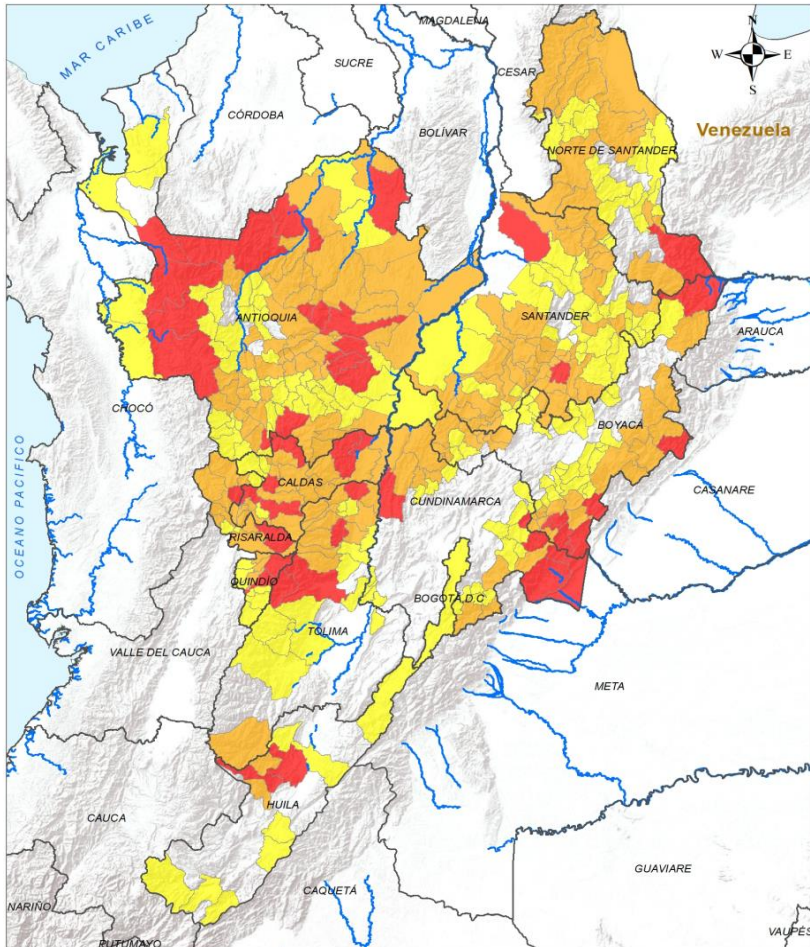 MAGDALENA
N
MAR CARIBE
W E
SUCRE
CESAR
S
CÓRDOBA
BOLÍVAR
Venezuela
NORTE DE SANTANDER
ANTIOQUIA
SANTANDER
ARAUCA
CHOCÓ
BOYACÁ
OCEANO PACIFICO
CALDAS
CASANARE
CUNDINAMARCA
RISARALDA
QUINDÍO
BOGOTÁ, D.C
TOLIMA
VALLE DEL CAUCA
META
HUILA
CAUCA
GUAVIARE
CAQUETÁ
NARIÑO
PUTUMAYO
VAUPÉS